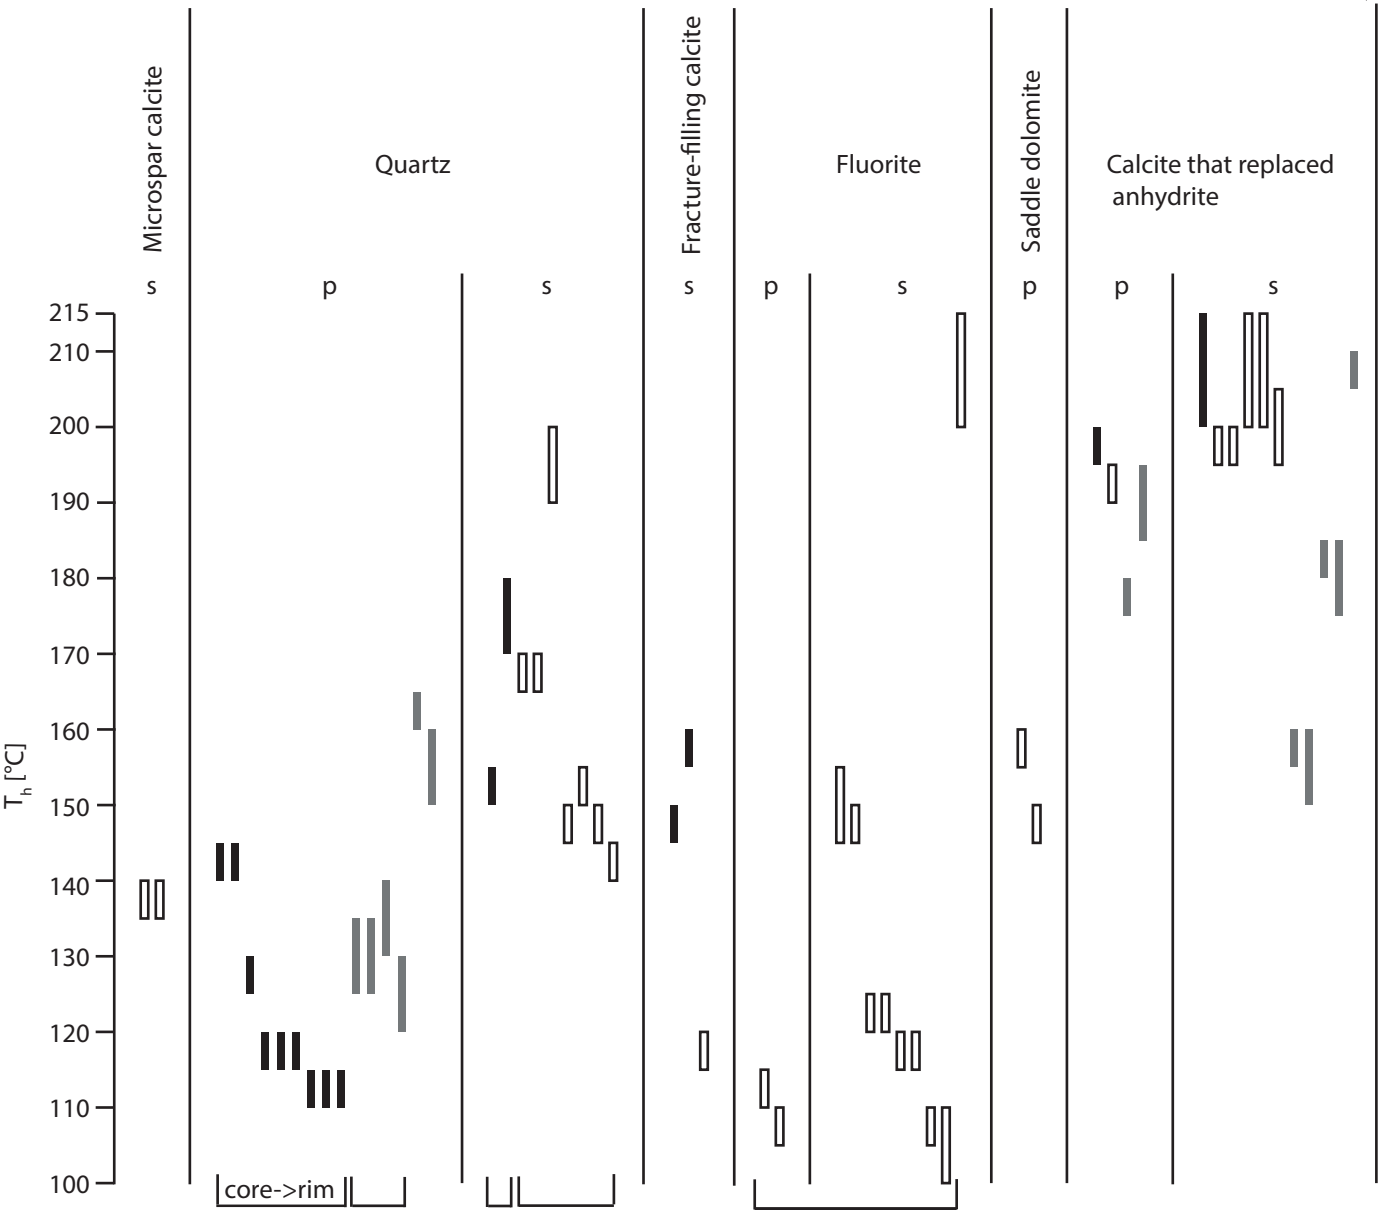 Microspar calcite
Quartz
Fracture-filling calcite
Fluorite
Saddle dolomite
Calcite that replaced
anhydrite
s
p
s
s
p
s
p
p
s
215
210
200
190
180
170
160
150
140
130
120
110
100
Th [°C]
core->rim